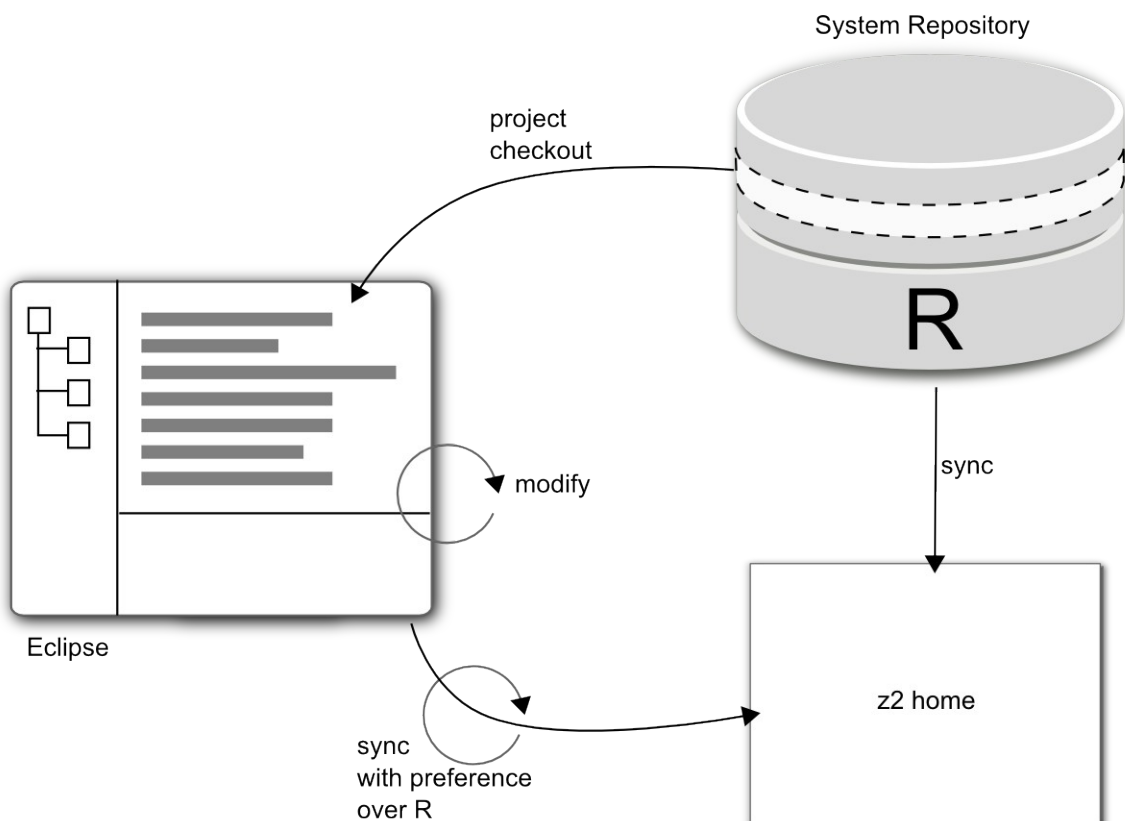 System Repository
project
checkout
R
modify
sync
Eclipse
z2 home
sync
with preference
over R